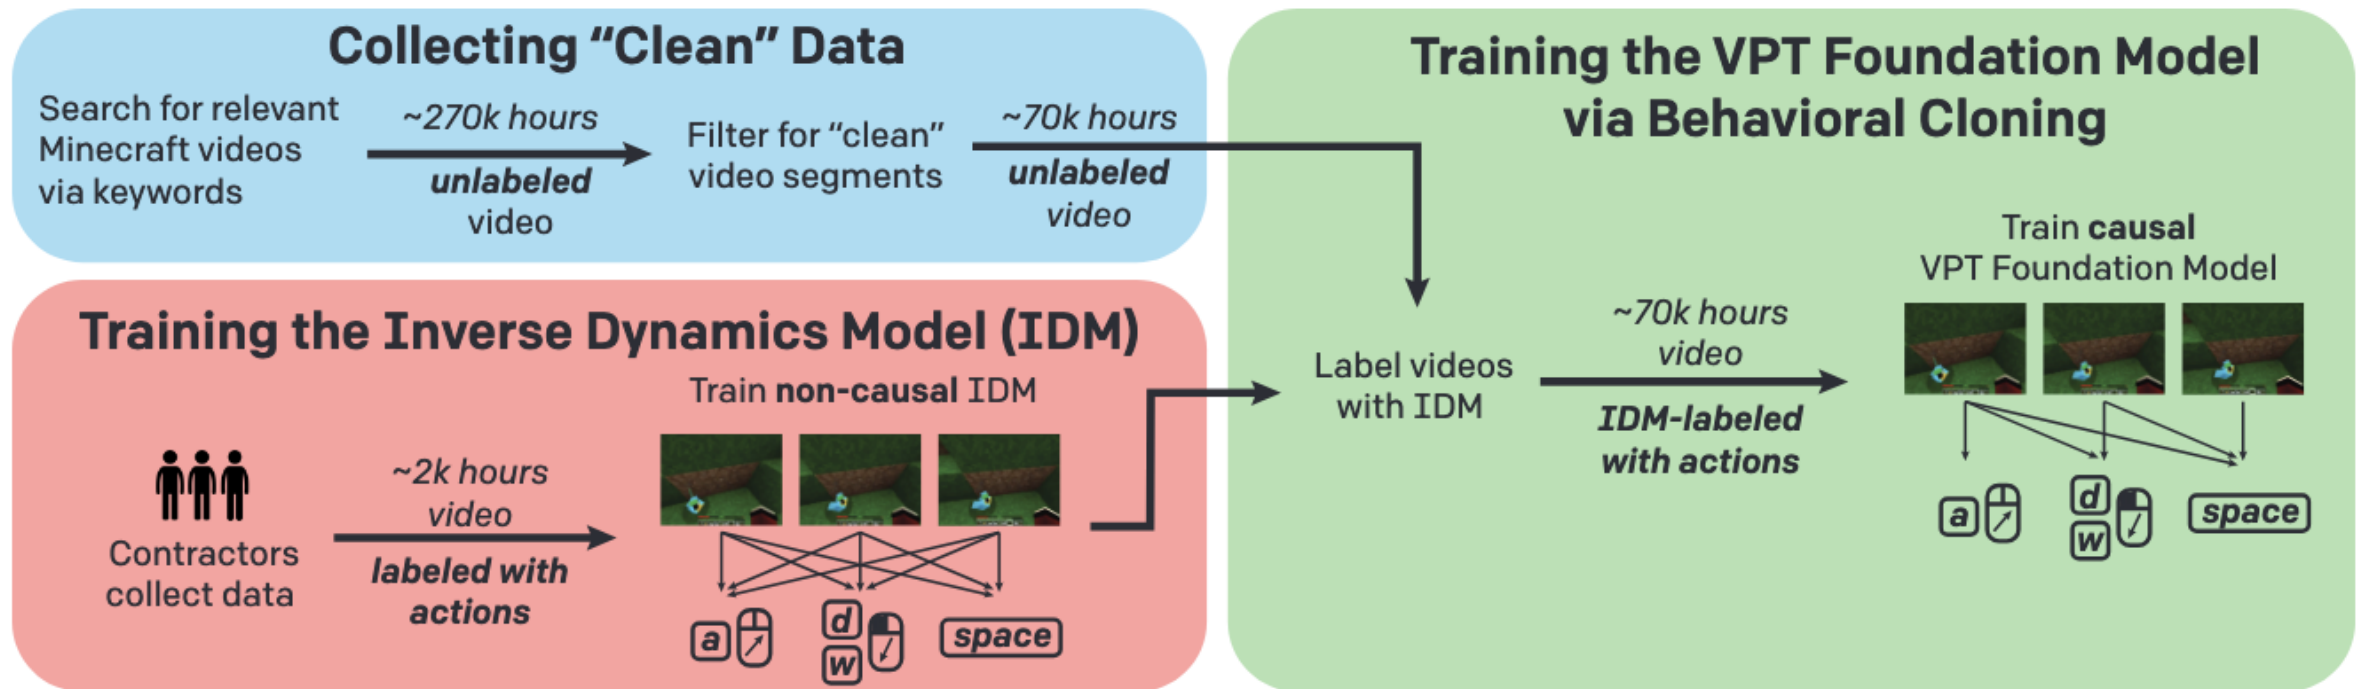 Collecting “Clean” Data
Search for relevant
Minecraft videos
via keywords
~270k hours
unlabeled
video
Filter for “clean”
video segments
~70k hours
unlabeled
video
Training the Inverse Dynamics Model (IDM)
Contractors
collect data
~2k hours
video
labeled with
actions
Train non-causal IDM
a
d
w
space
Training the VPT Foundation Model
via Behavioral Cloning
Label videos
with IDM
~70k hours
video
IDM-labeled
with actions
Train causal
VPT Foundation Model
a
d
w
space